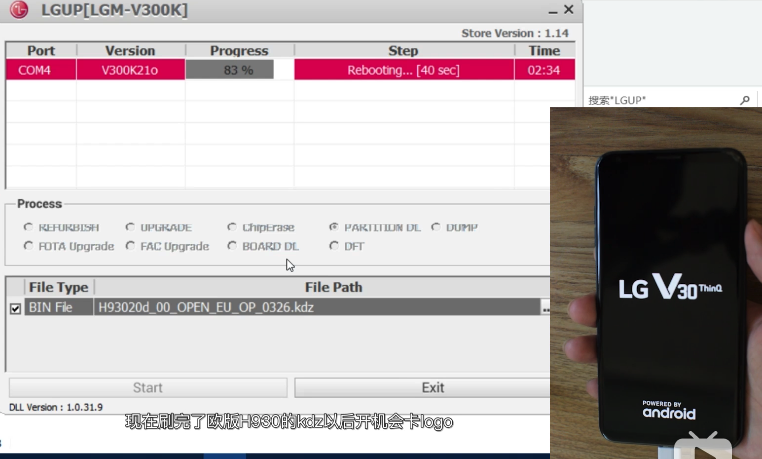 LGUP[LGM-V300K]
Store Version : 1.14
Port Version Progress Step Time
COM4 V300K21o 83 % Rebooting... [40 sec] 02:34
搜索"LGUP"
Process
REFURBISH UPGRADE ChipErase PARTITION DL DUMP
FOTA Upgrade FAC Upgrade BOARD DL DFT
File Type File Path
BIN File H93020d_00_OPEN_EU_OP_0326.kdz ..
Start Exit
DLL Version : 1.0.31.9
现在刷完了欧版H930的kdz以后开机会卡logo
LG V30 ThinQ
POWERED BY
android